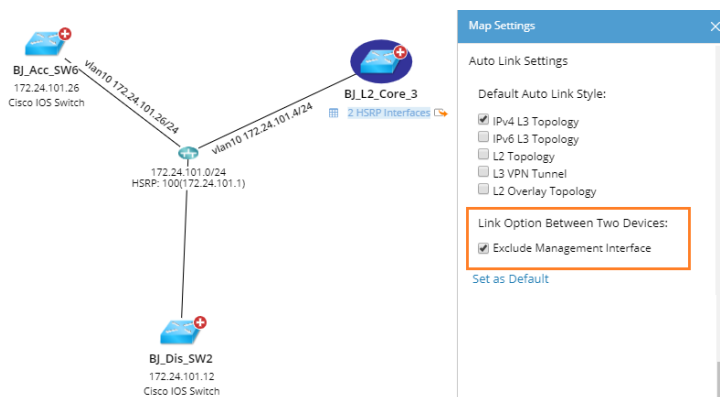 BJ_Acc_SW6
172.24.101.26
Cisco IOS Switch
vlan10 172.24.101.26/24
BJ_L2_Core_3
2 HSRP Interfaces
vlan10 172.24.101.4/24
172.24.101.0/24
HSRP: 100(172.24.101.1)
BJ_Dis_SW2
172.24.101.12
Cisco IOS Switch
Map Settings
Auto Link Settings
Default Auto Link Style:
IPv4 L3 Topology
IPv6 L3 Topology
L2 Topology
L3 VPN Tunnel
L2 Overlay Topology
Link Option Between Two Devices:
Exclude Management Interface
Set as Default